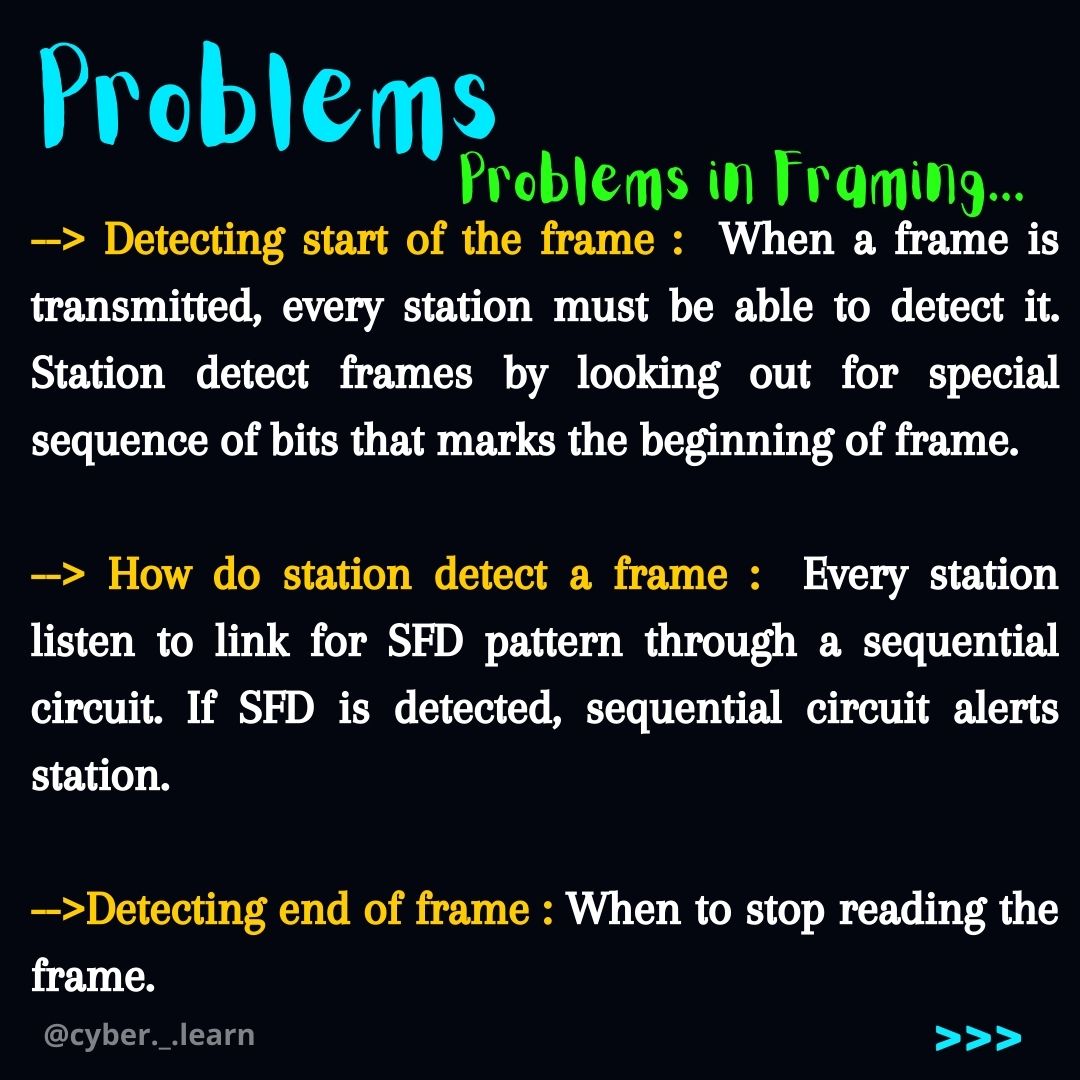 Problems
Problems in Framing...
--> Detecting start of the frame : When a frame is
transmitted, every station must be able to detect it.
Station detect frames by looking out for special
sequence of bits that marks the beginning of frame.
--> How do station detect a frame : Every station
listen to link for SFD pattern through a sequential
circuit. If SFD is detected, sequential circuit alerts
station.
-->Detecting end of frame : When to stop reading the
frame.
@cyber._.learn
>>>